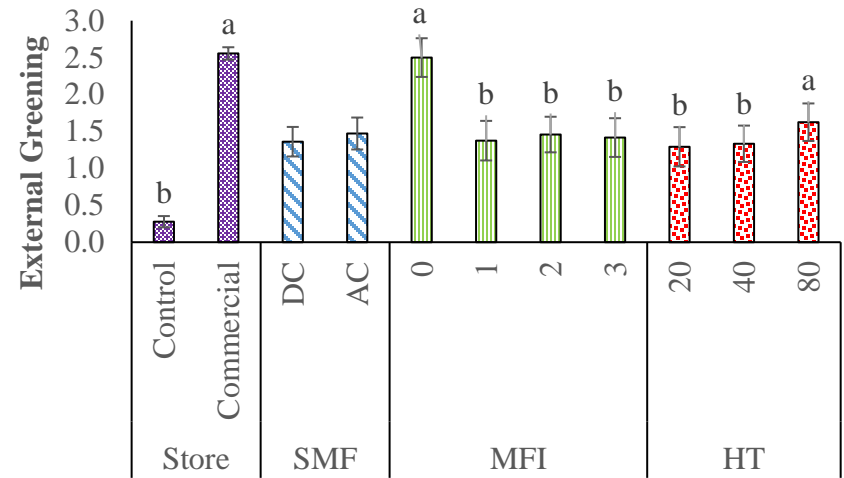 External Greening
3.0
2.5
2.0
1.5
1.0
0.5
0.0
b
a
a
b
b
b
b
b
a
Control
Commercial
DC
AC
0
1
2
3
20
40
80
Store
SMF
MFI
HT